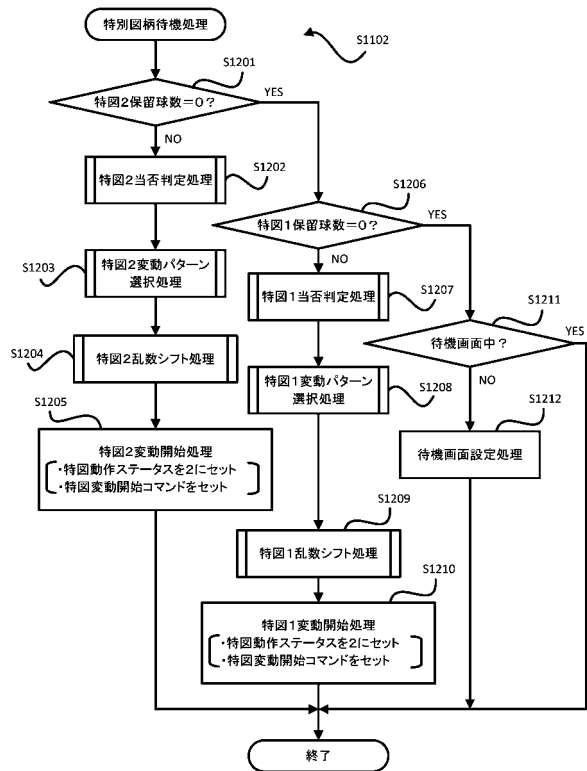 特別図柄待機処理
S1102
S1201
特図2保留球数=0?
YES
NO
特図2当否判定処理
S1202
S1203
特図2変動パターン
選択処理
S1204
特図2乱数シフト処理
S1205
特図2変動開始処理
・特図動作ステータスを2にセット
・特図変動開始コマンドをセット
S1206
特図1保留球数=0?
YES
NO
特図1当否判定処理
S1207
特図1変動パターン
選択処理
S1208
S1209
特図1乱数シフト処理
S1210
特図1変動開始処理
・特図動作ステータスを2にセット
・特図変動開始コマンドをセット
S1211
待機画面中?
YES
NO
S1212
待機画面設定処理
終了